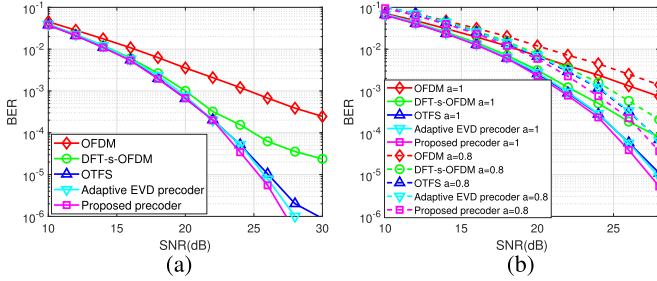 10^-1
10^-2
10^-3
10^-4
10^-5
10^-6
BER
OFDM
DFT-s-OFDM
OTFS
Adaptive EVD precoder
Proposed precoder
10 15 20 25 30
SNR(dB)
(a)
10^-1
10^-2
10^-3
10^-4
10^-5
10^-6
BER
OFDM a=1
DFT-s-OFDM a=1
OTFS a=1
Adaptive EVD precoder a=1
Proposed precoder a=1
OFDM a=0.8
DFT-s-OFDM a=0.8
OTFS a=0.8
Adaptive EVD precoder a=0.8
Proposed precoder a=0.8
10 15 20 25
SNR(dB)
(b)